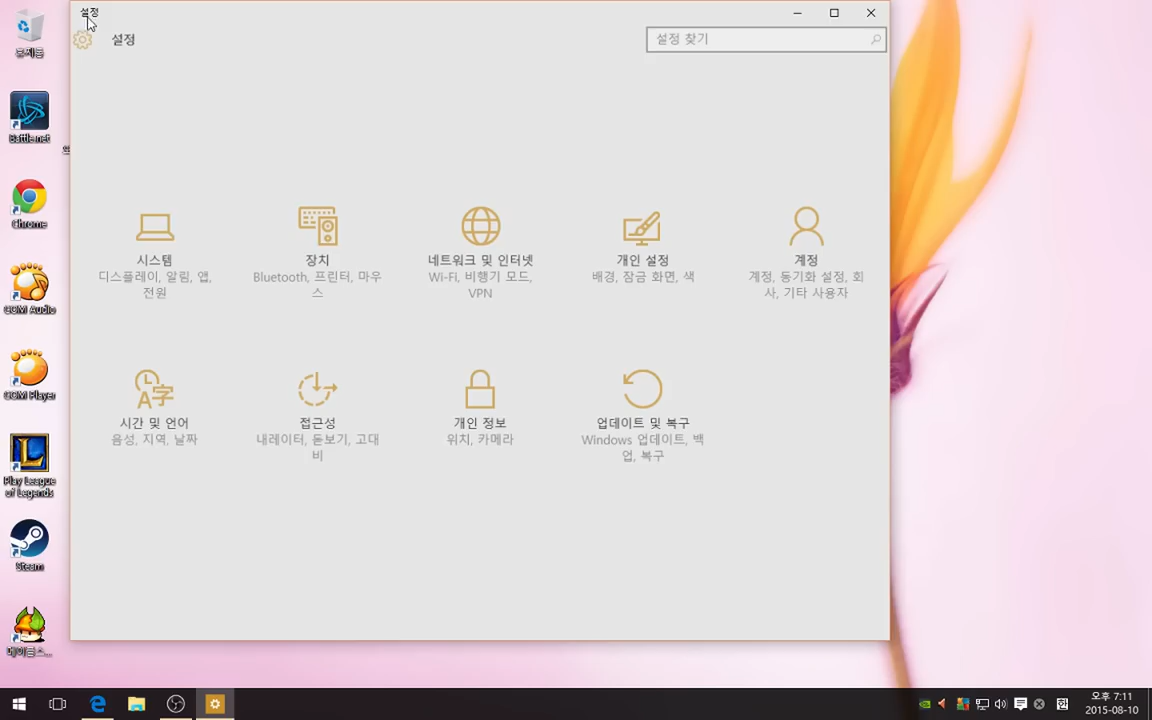 설정
설정
설정 찾기
휴지통
Battle.net
Chrome
GOM Audio
GOM Player
Play League
of Legends
Steam
메이플스...
시스템
디스플레이, 알림, 앱,
전원
장치
Bluetooth, 프린터, 마우
스
네트워크 및 인터넷
Wi-Fi, 비행기 모드,
VPN
개인 설정
배경, 잠금 화면, 색
계정
계정, 동기화 설정, 회
사, 기타 사용자
시간 및 언어
음성, 지역, 날짜
접근성
내레이터, 돋보기, 고대
비
개인 정보
위치, 카메라
업데이트 및 복구
Windows 업데이트, 백
업, 복구
오후 7:11
2015-08-10